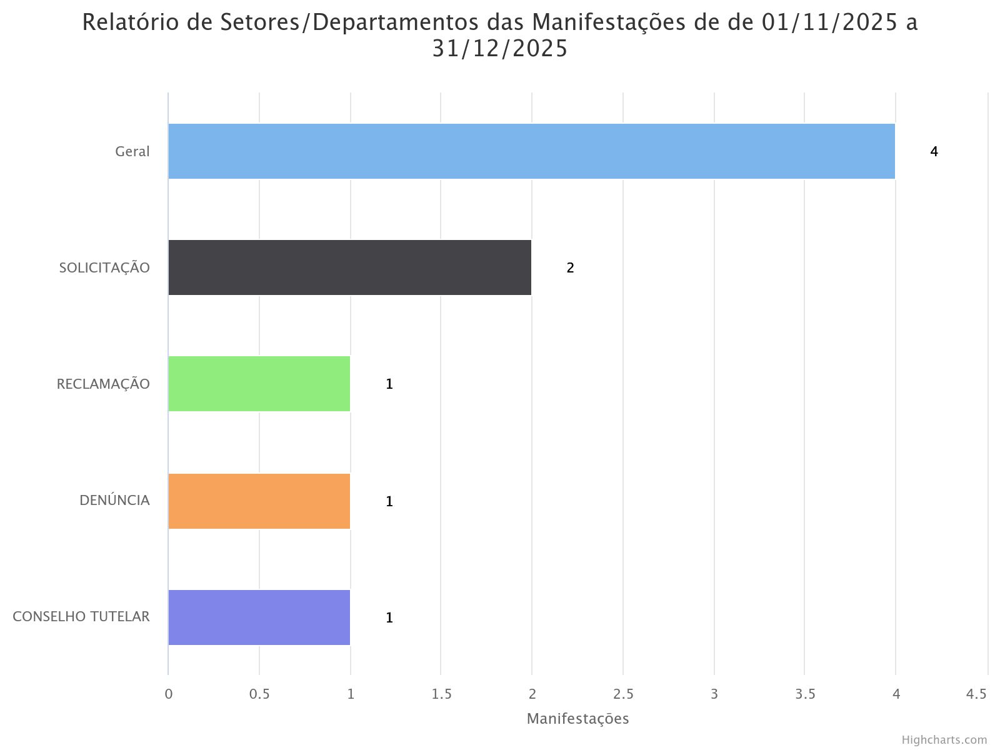 Relatório de Setores/Departamentos das Manifestações de de 01/11/2025 a
31/12/2025
Geral
4
SOLICITAÇÃO
2
RECLAMAÇÃO
1
DENÚNCIA
1
CONSELHO TUTELAR
1
0 0.5 1 1.5 2 2.5 3 3.5 4 4.5
Manifestações
Highcharts.com